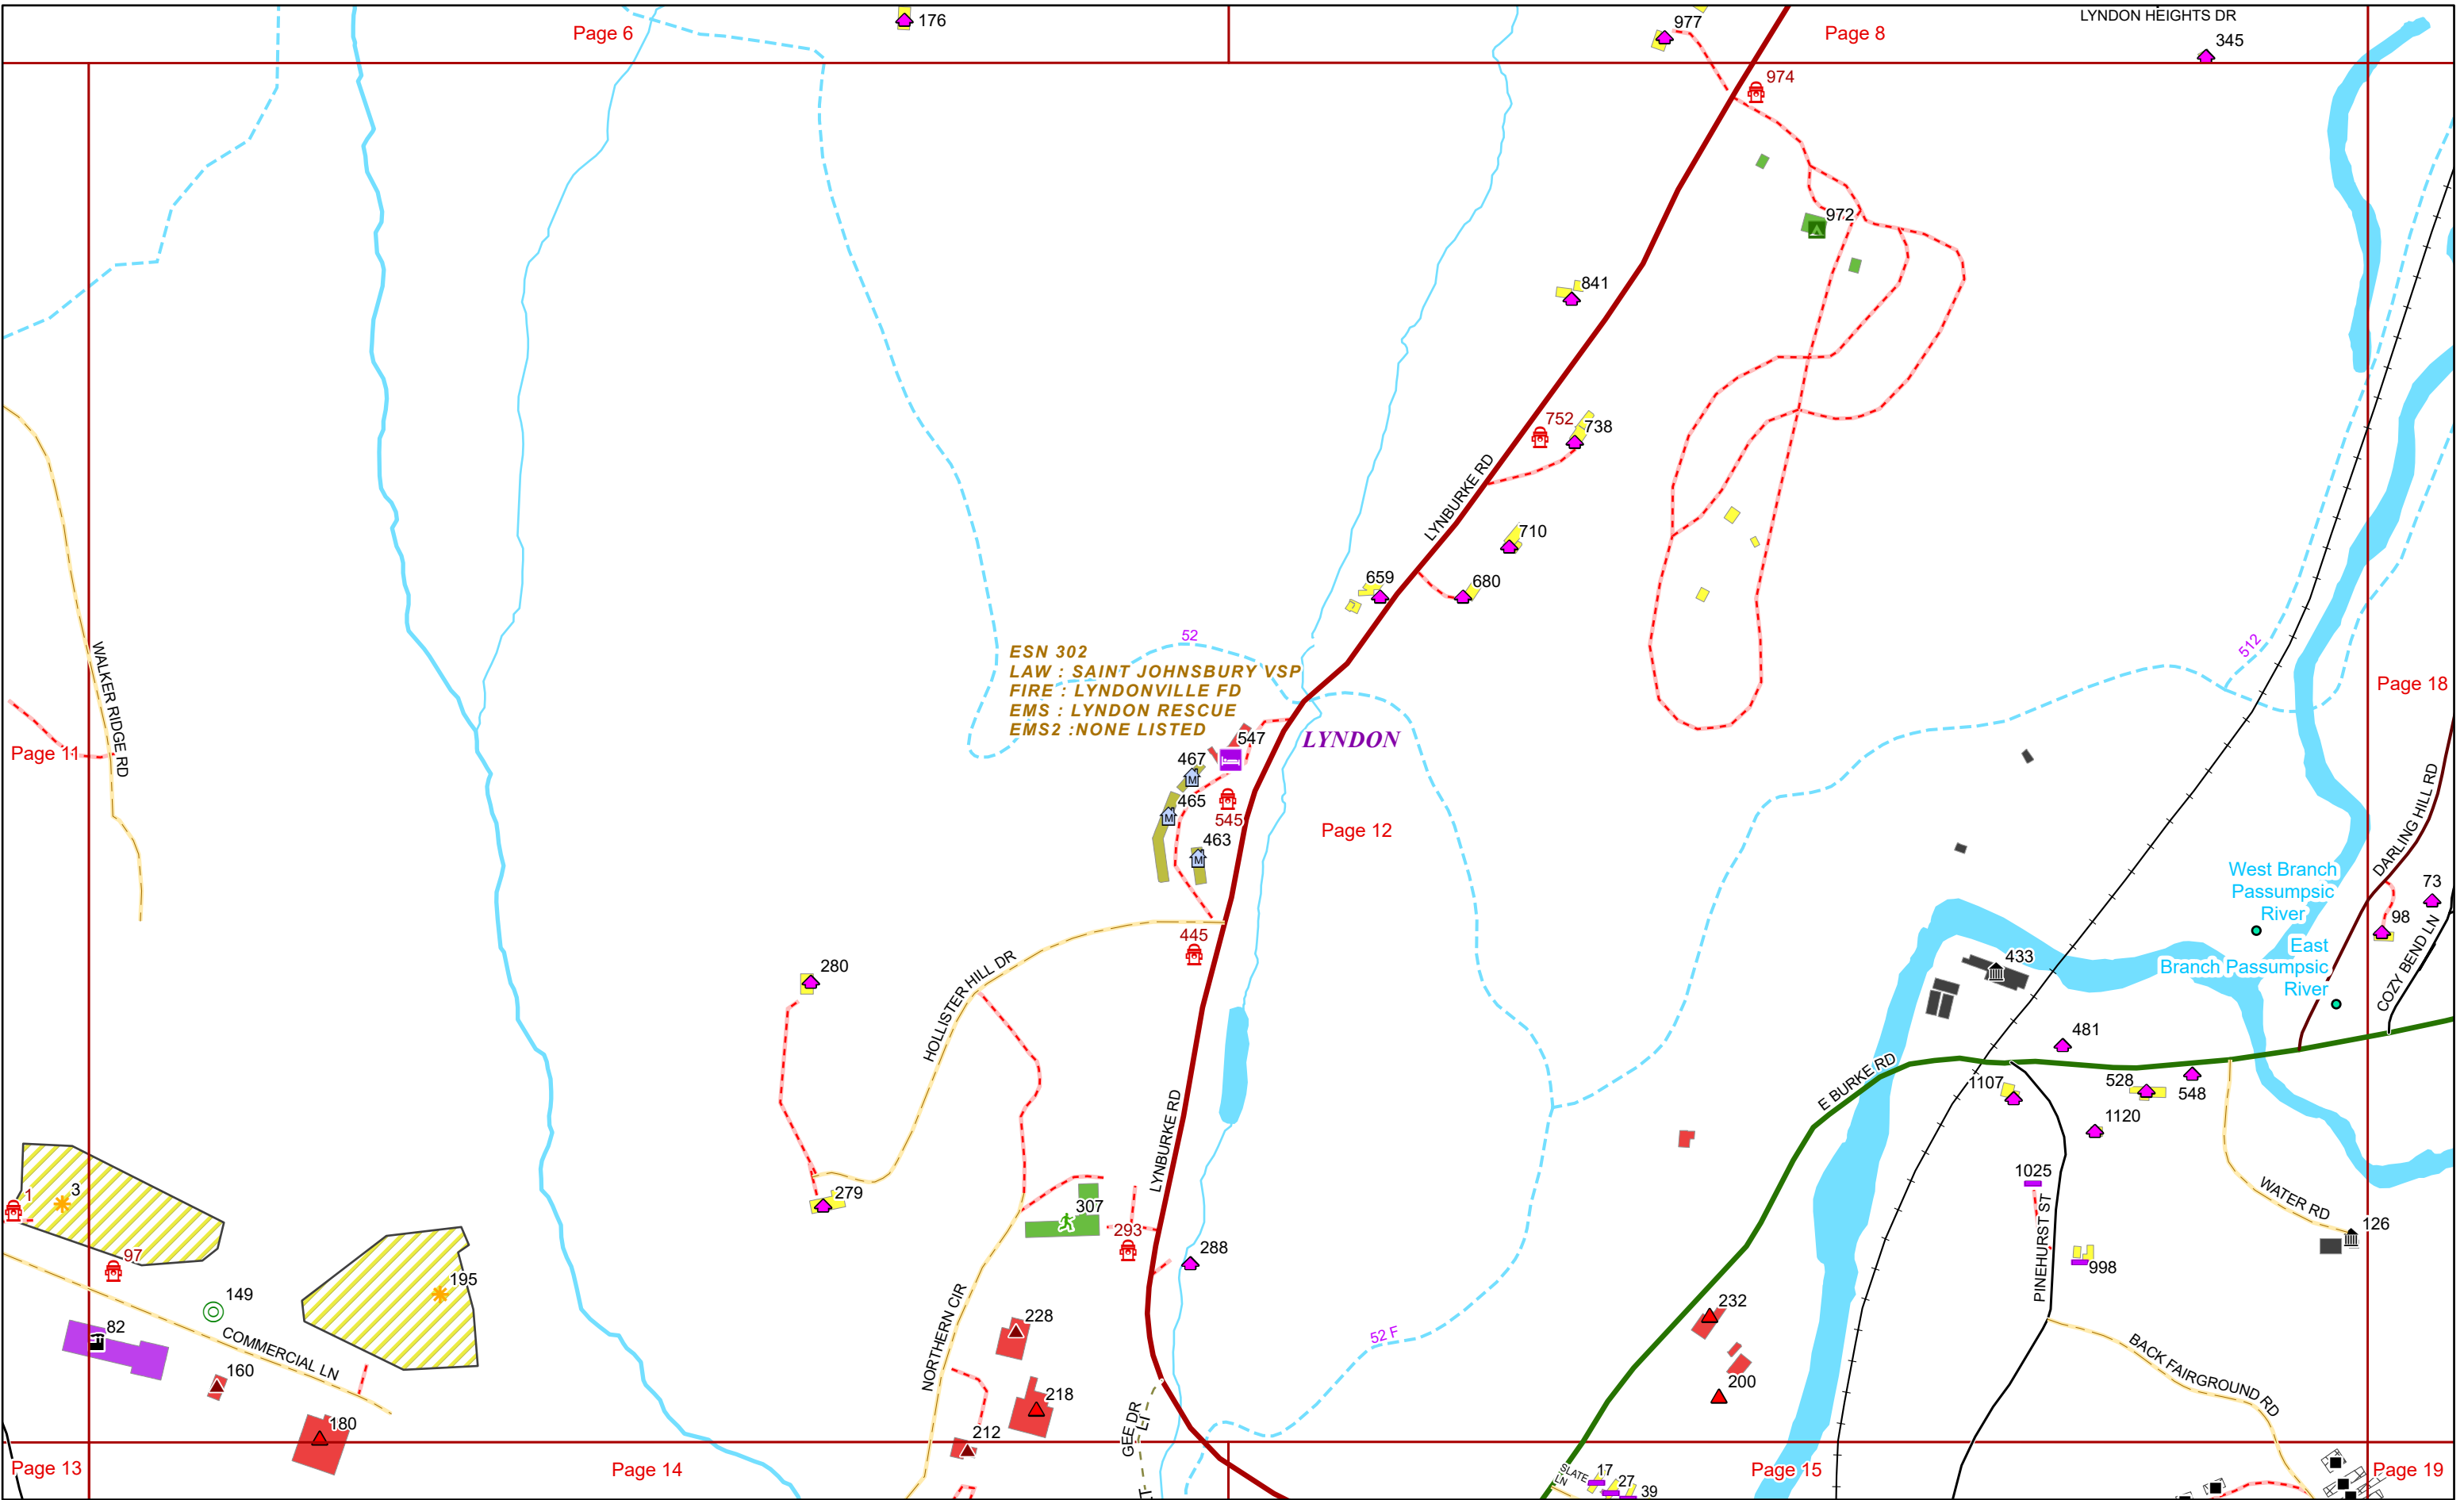 LYNDON HEIGHTS DR
Page 6
176
977
Page 8
345
974
972
841
752
738
LYNBURKE RD
710
659
680
52
ESN 302
LAW : SAINT JOHNSBURY VSP
FIRE : LYNDONVILLE FD
EMS : LYNDON RESCUE
EMS2 :NONE LISTED
512
WALKER RIDGE RD
Page 18
Page 11
547
LYNDON
467
465
545
463
Page 12
DARLING HILL RD
West Branch
Passumpsic
River
73
98
445
East
Branch Passumpsic
River
COZY BEND LN
433
280
HOLLISTER HILL DR
481
E BURKE RD
1107
528
548
1120
LYNBURKE RD
1025
1
3
279
307
293
288
PINEHURST ST
WATER RD
126
998
97
195
149
82
COMMERCIAL LN
160
180
NORTHERN CIR
228
218
212
52 F
232
200
BACK FAIRGROUND RD
GEE DR
LT
LT
Page 13
Page 14
SLATE
LN
17
27
39
Page 15
Page 19